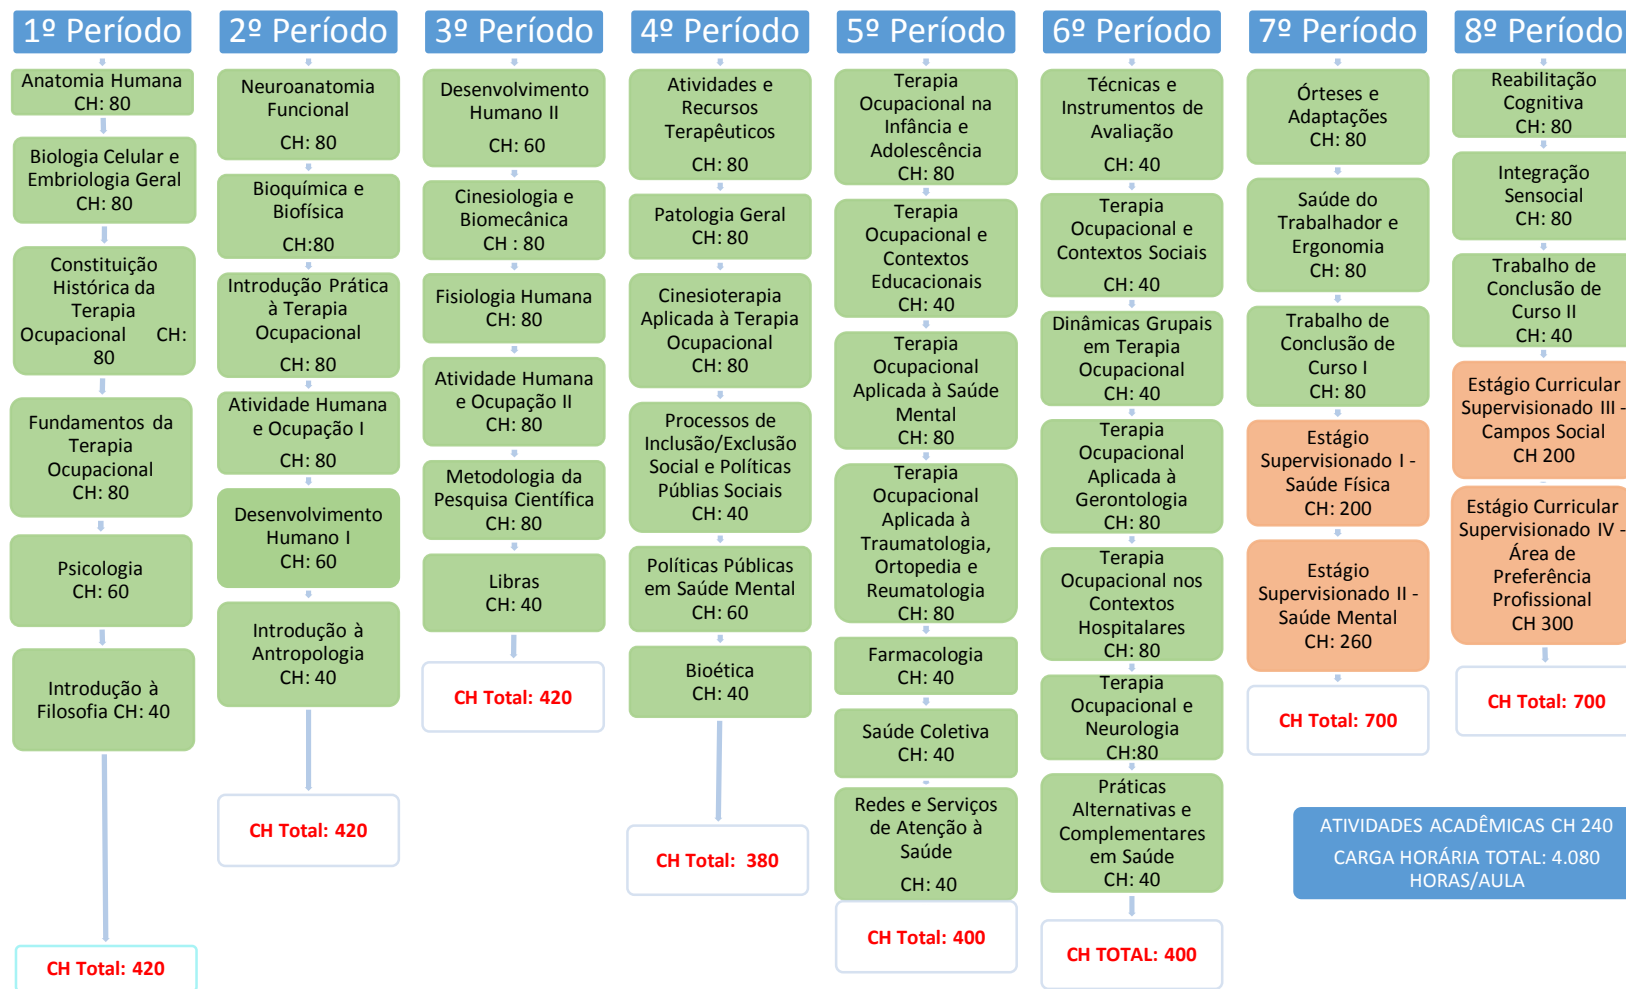 1º Período
Anatomia Humana
CH: 80
Biologia Celular e
Embriologia Geral
CH: 80
Constituição
Histórica da
Terapia
Ocupacional CH:
80
Fundamentos da
Terapia
Ocupacional
CH: 80
Psicologia
CH: 60
Introdução à
Filosofia CH: 40
CH Total: 420
2º Período
Neuroanatomia
Funcional
CH: 80
Bioquímica e
Biofísica
CH:80
Introdução Prática
à Terapia
Ocupacional
CH: 80
Atividade Humana
e Ocupação I
CH: 80
Desenvolvimento
Humano I
CH: 60
Introdução à
Antropologia
CH: 40
CH Total: 420
3º Período
Desenvolvimento
Humano II
CH: 60
Cinesiologia e
Biomecânica
CH : 80
Fisiologia Humana
CH: 80
Atividade Humana
e Ocupação II
CH: 80
Metodologia da
Pesquisa Científica
CH: 80
Libras
CH: 40
CH Total: 420
4º Período
Atividades e
Recursos
Terapêuticos
CH: 80
Patologia Geral
CH: 80
Cinesioterapia
Aplicada à Terapia
Ocupacional
CH: 80
Processos de
Inclusão/Exclusão
Social e Políticas
Públias Sociais
CH: 40
Políticas Públicas
em Saúde Mental
CH: 60
Bioética
CH: 40
CH Total: 380
5º Período
Terapia
Ocupacional na
Infância e
Adolescência
CH: 80
Terapia
Ocupacional e
Contextos
Educacionais
CH: 40
Terapia
Ocupacional
Aplicada à Saúde
Mental
CH: 80
Terapia
Ocupacional
Aplicada à
Traumatologia,
Ortopedia e
Reumatologia
CH: 80
Farmacologia
CH: 40
Saúde Coletiva
CH: 40
Redes e Serviços
de Atenção à
Saúde
CH: 40
CH Total: 400
6º Período
Técnicas e
Instrumentos de
Avaliação
CH: 40
Terapia
Ocupacional e
Contextos Sociais
CH: 40
Dinâmicas Grupais
em Terapia
Ocupacional
CH: 40
Terapia
Ocupacional
Aplicada à
Gerontologia
CH: 80
Terapia
Ocupacional nos
Contextos
Hospitalares
CH: 80
Terapia
Ocupacional e
Neurologia
CH:80
Práticas
Alternativas e
Complementares
em Saúde
CH: 40
CH TOTAL: 400
7º Período
Órteses e
Adaptações
CH: 80
Saúde do
Trabalhador e
Ergonomia
CH: 80
Trabalho de
Conclusão de
Curso I
CH: 80
Estágio
Supervisionado I -
Saúde Física
CH: 200
Estágio
Supervisionado II -
Saúde Mental
CH: 260
CH Total: 700
8º Período
Reabilitação
Cognitiva
CH: 80
Integração
Sensocial
CH: 80
Trabalho de
Conclusão de
Curso II
CH: 40
Estágio Curricular
Supervisionado III -
Campos Social
CH 200
Estágio Curricular
Supervisionado IV -
Área de
Preferência
Profissional
CH 300
CH Total: 700
ATIVIDADES ACADÊMICAS CH 240
CARGA HORÁRIA TOTAL: 4.080
HORAS/AULA